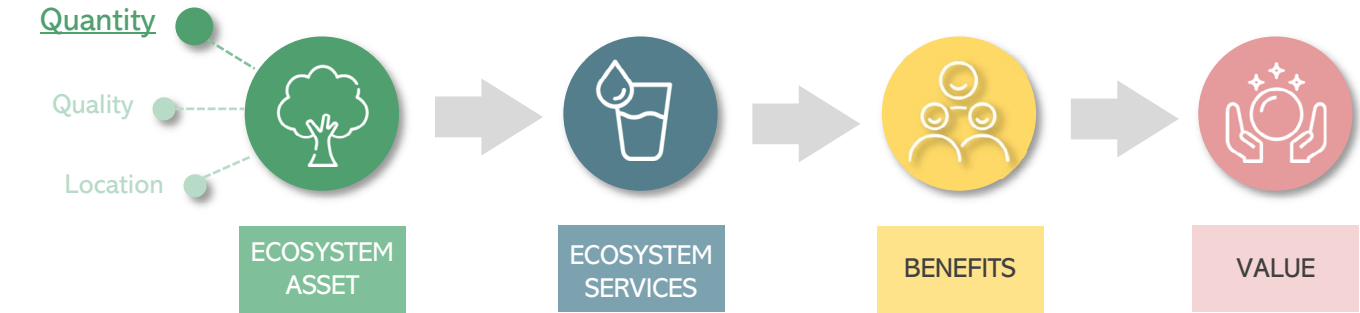 Quantity
Quality
Location
ECOSYSTEM
ASSET
ECOSYSTEM
SERVICES
BENEFITS
VALUE